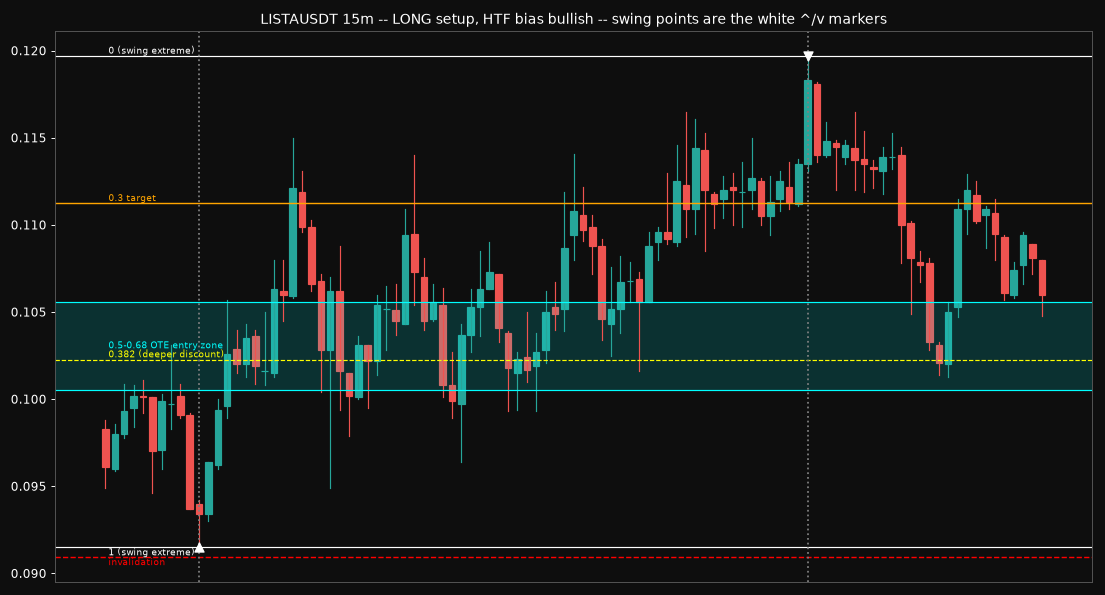 LISTAUSDT 15m -- LONG setup, HTF bias bullish -- swing points are the white ^/v markers
0.120
0 (swing extreme)
0.115
0.3 target
0.110
0.105
0.5-0.68 OTE entry zone
0.382 (deeper discount)
0.100
0.095
1 (swing extreme)
invalidation
0.090